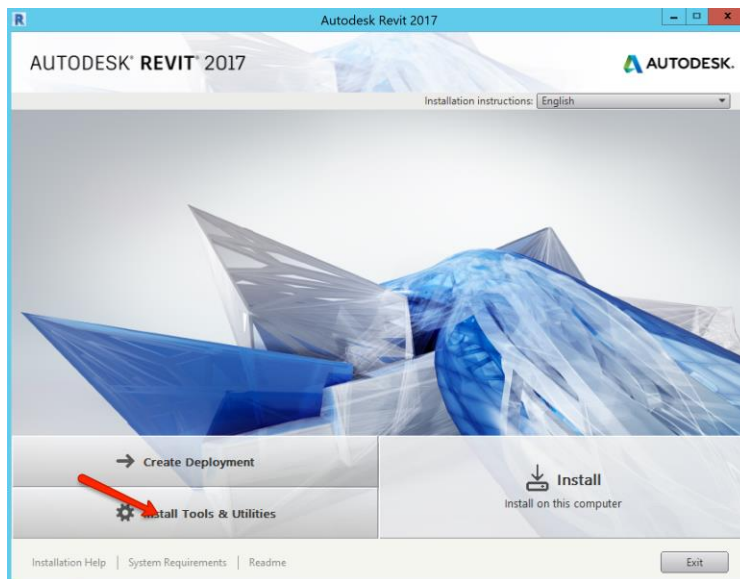 Autodesk Revit 2017
AUTODESK® REVIT® 2017
AUTODESK.
Installation instructions: English
Create Deployment
Install Tools & Utilities
Install
Install on this computer
Installation Help | System Requirements | Readme
Exit